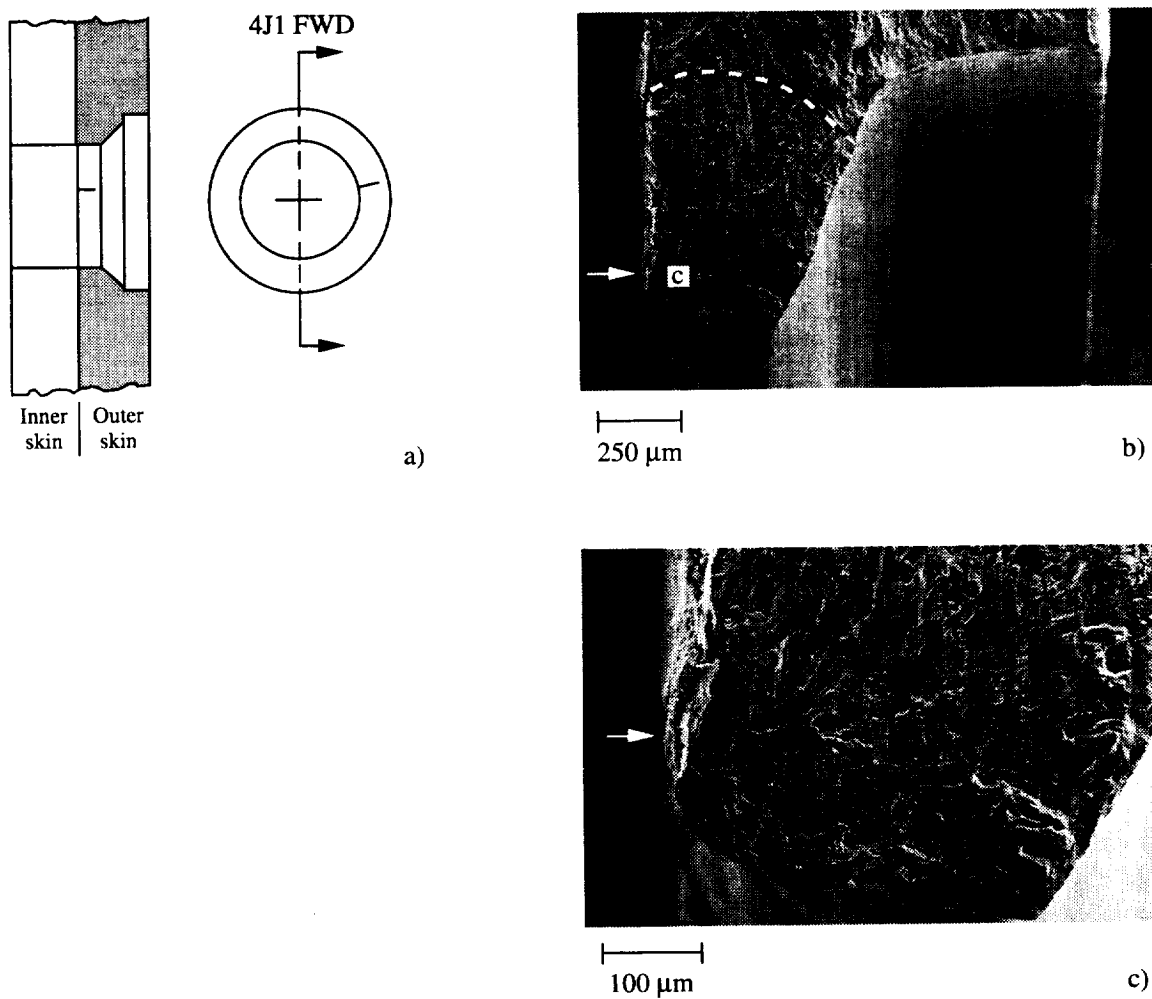 4J1 FWD
Inner skin
Outer skin
a)
c
250 µm
b)
100 µm
c)